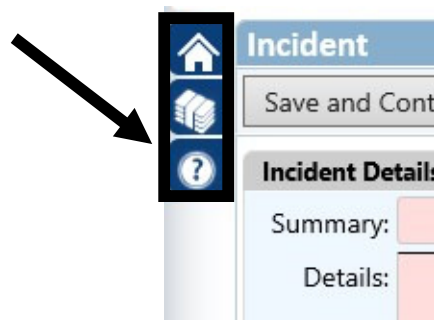 Incident
Save and Cont
Incident Details
Summary:
Details:
?